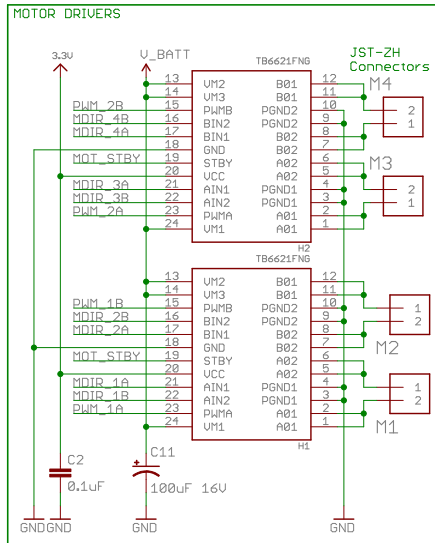 MOTOR DRIVERS
3.3V
V_BATT
TB6621FNG
JST-ZH
Connectors
13 VM2 B01 12
14 VM3 B01 11
PWM_2B 15 PWMB PGND2 10
MDIR_4B 16 BIN2 PGND2 9
MDIR_4A 17 BIN1 B02 8
18 GND B02 7
MOT_STBY 19 STBY A02 6
20 VCC A02 5
MDIR_3A 21 AIN1 PGND1 4
MDIR_3B 22 AIN2 PGND1 3
PWM_2A 23 PWMA A01 2
24 VM1 A01 1
H2
M4
2
1
M3
2
1
TB6621FNG
13 VM2 B01 12
14 VM3 B01 11
PWM_1B 15 PWMB PGND2 10
MDIR_2B 16 BIN2 PGND2 9
MDIR_2A 17 BIN1 B02 8
18 GND B02 7
MOT_STBY 19 STBY A02 6
20 VCC A02 5
MDIR_1A 21 AIN1 PGND1 4
MDIR_1B 22 AIN2 PGND1 3
PWM_1A 23 PWMA A01 2
24 VM1 A01 1
H1
1
2
M2
1
2
M1
C2
0.1uF
C11
+
100uF 16V
GND GND GND GND